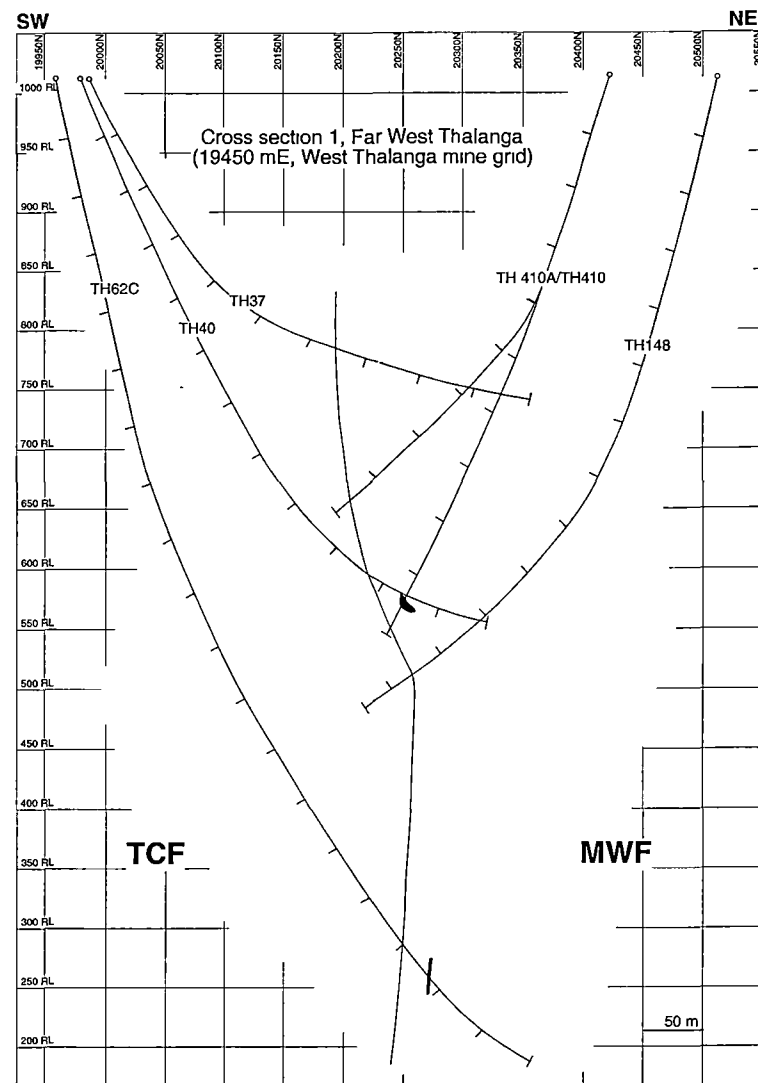 SW
NE
19950N
20000N
20050N
20100N
20150N
20200N
20250N
20300N
20350N
20400N
20450N
20500N
20550N
1000 RL
Cross section 1, Far West Thalanga
(19450 mE, West Thalanga mine grid)
950 RL
900 RL
850 RL
TH62C
TH37
TH 410A/TH410
TH40
800 RL
TH148
750 RL
700 RL
650 RL
600 RL
550 RL
500 RL
450 RL
400 RL
TCF
MWF
350 RL
300 RL
250 RL
50 m
200 RL